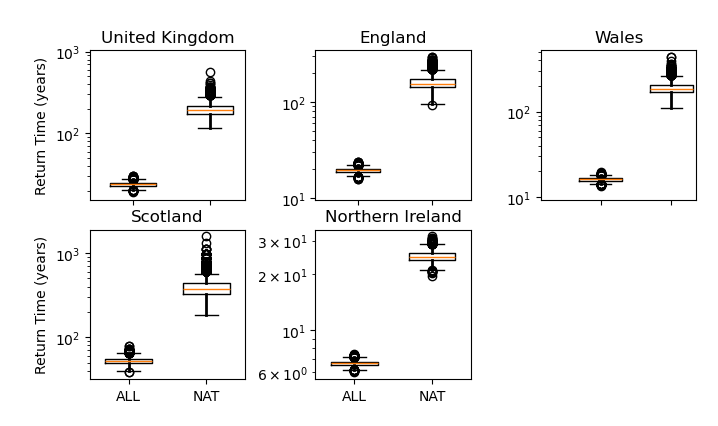 United Kingdom
England
Wales
Return Time (years)
10³
10²
10²
10¹
10²
10¹
Scotland
Northern Ireland
Return Time (years)
10³
10²
3 × 10¹
2 × 10¹
10¹
6 × 10⁰
ALL
NAT
ALL
NAT